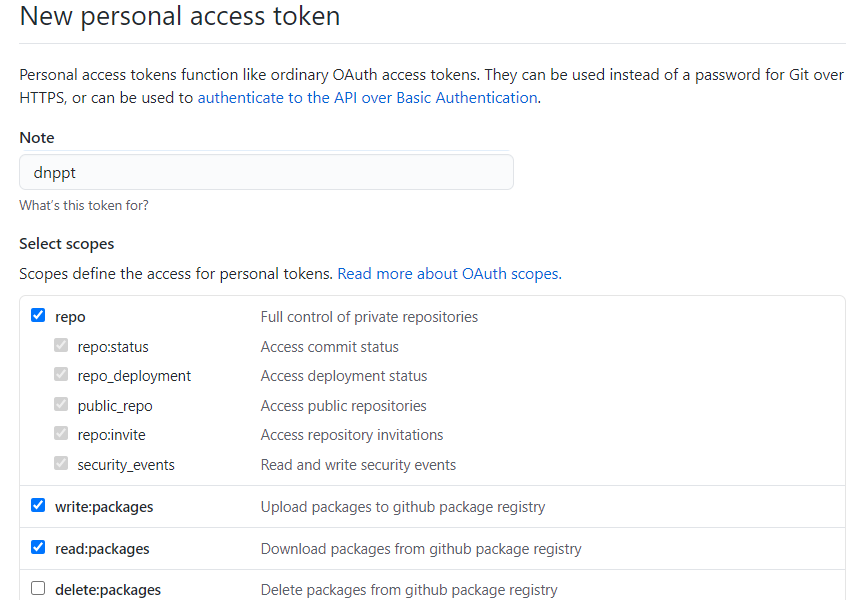 New personal access token
Personal access tokens function like ordinary OAuth access tokens. They can be used instead of a password for Git over
HTTPS, or can be used to authenticate to the API over Basic Authentication.
Note
dnppt
What's this token for?
Select scopes
Scopes define the access for personal tokens. Read more about OAuth scopes.
repo Full control of private repositories
repo:status Access commit status
repo_deployment Access deployment status
public_repo Access public repositories
repo:invite Access repository invitations
security_events Read and write security events
write:packages Upload packages to github package registry
read:packages Download packages from github package registry
delete:packages Delete packages from github package registry